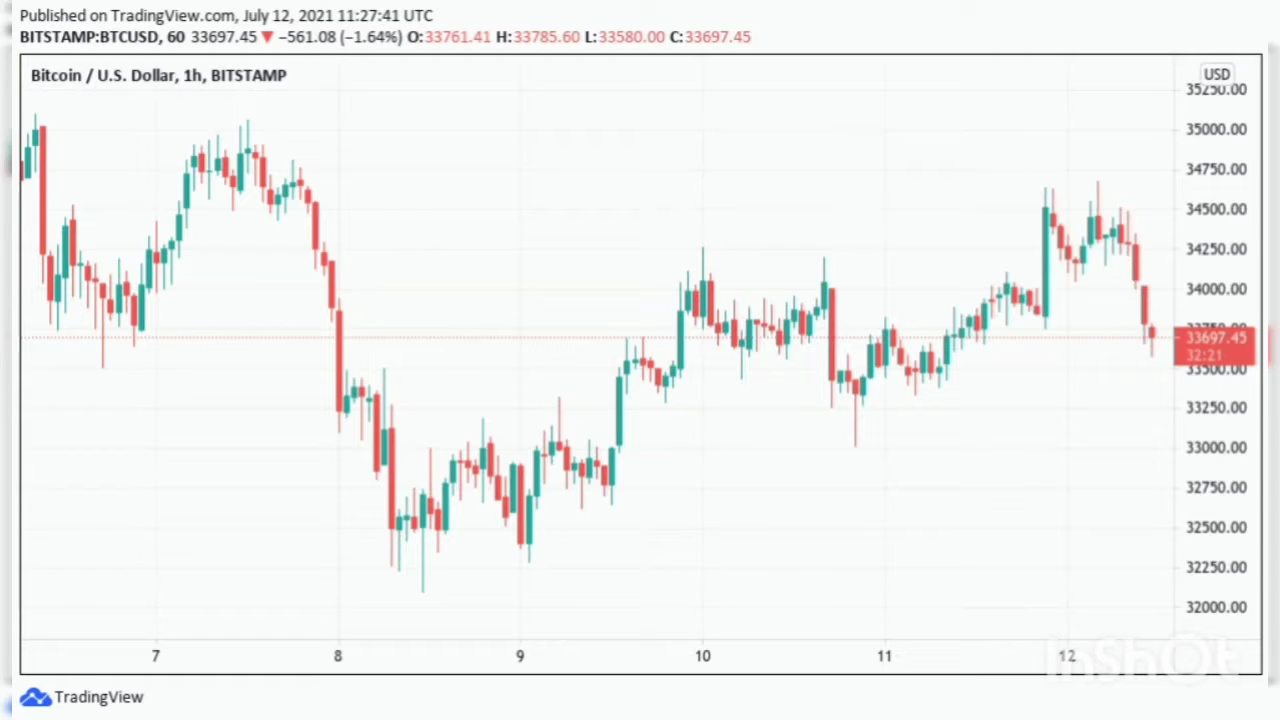 Published on TradingView.com, July 12, 2021 11:27:41 UTC
BITSTAMP:BTCUSD, 60 33697.45 ▼ −561.08 (−1.64%) O:33761.41 H:33785.60 L:33580.00 C:33697.45
Bitcoin / U.S. Dollar, 1h, BITSTAMP
USD
35250.00
35000.00
34750.00
34500.00
34250.00
34000.00
33750.00
33697.45
32:21
33500.00
33250.00
33000.00
32750.00
32500.00
32250.00
32000.00
7 8 9 10 11 12
InShOt
TradingView